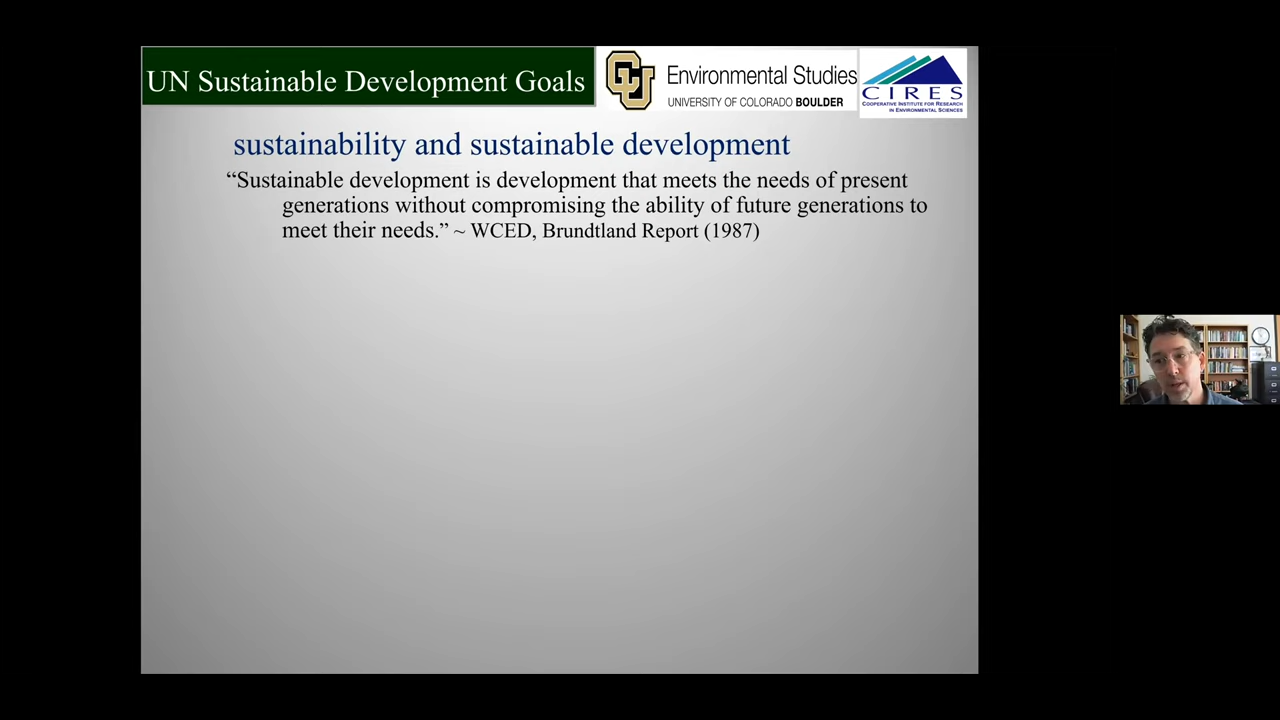 UN Sustainable Development Goals
CU
Environmental Studies
UNIVERSITY OF COLORADO BOULDER
CIRES
COOPERATIVE INSTITUTE FOR RESEARCH
IN ENVIRONMENTAL SCIENCES
sustainability and sustainable development
“Sustainable development is development that meets the needs of present
generations without compromising the ability of future generations to
meet their needs.” ~ WCED, Brundtland Report (1987)